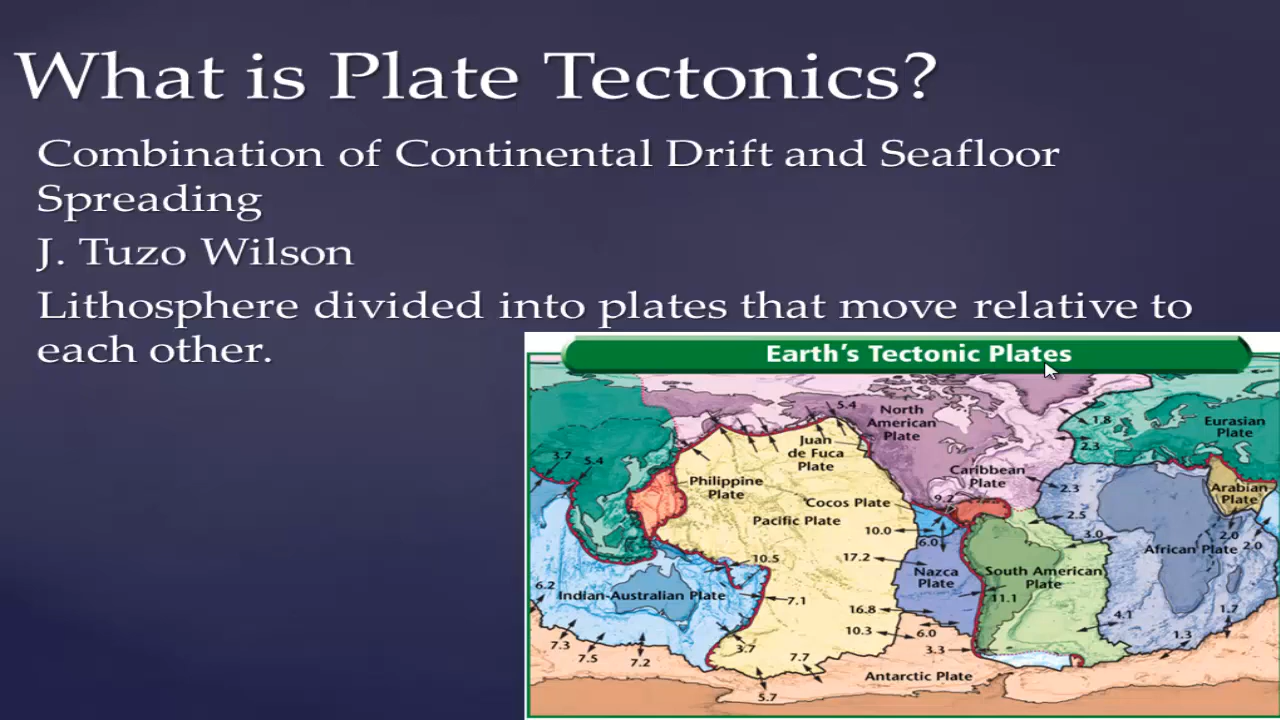 What is Plate Tectonics?
Combination of Continental Drift and Seafloor
Spreading
J. Tuzo Wilson
Lithosphere divided into plates that move relative to
each other.
Earth's Tectonic Plates
5.4
North
American
Plate
1.8
Eurasian
Plate
2.3
Juan
de Fuca
Plate
3.7
5.4
Caribbean
Plate
Philippine
Plate
2.3
Arabian
Plate
9.2
Cocos Plate
2.5
Pacific Plate
10.0
6.0
3.0
2.0
2.0
African Plate
10.5
17.2
Nazca
Plate
South American
Plate
6.2
Indian-Australian Plate
7.1
11.1
16.8
4.1
1.7
10.3
6.0
1.3
7.3
7.5
7.2
3.7
7.7
3.3
Antarctic Plate
5.7